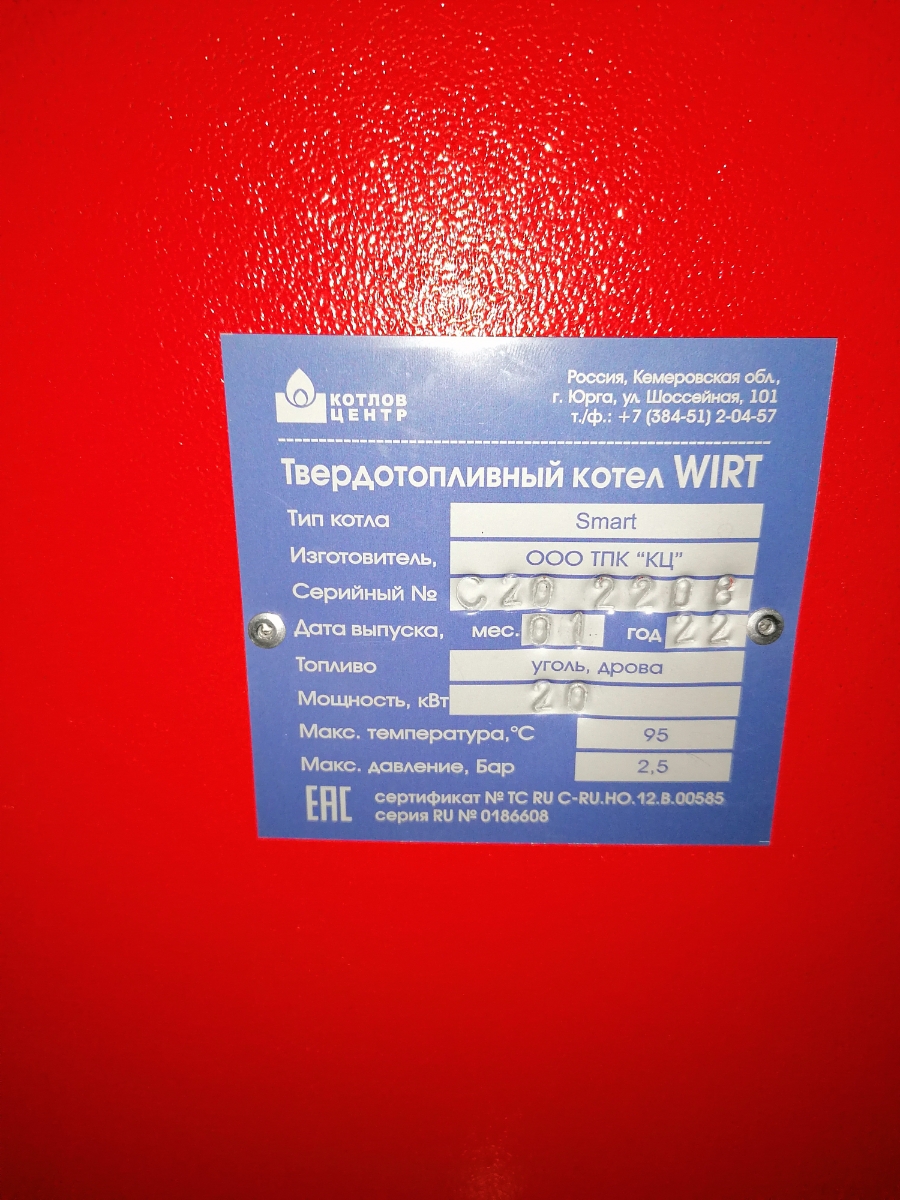 КОТЛОВ
ЦЕНТР
Россия, Кемеровская обл.,
г. Юрга, ул. Шоссейная, 101
т./ф.: +7 (384-51) 2-04-57
Твердотопливный котел WIRT
Тип котла Smart
Изготовитель, ООО ТПК "КЦ"
Серийный № С20 2208
Дата выпуска, мес. 01 год 22
Топливо уголь, дрова
Мощность, кВт 20
Макс. температура,°С 95
Макс. давление, Бар 2,5
ЕАС
сертификат № ТС RU C-RU.HO.12.B.00585
серия RU № 0186608